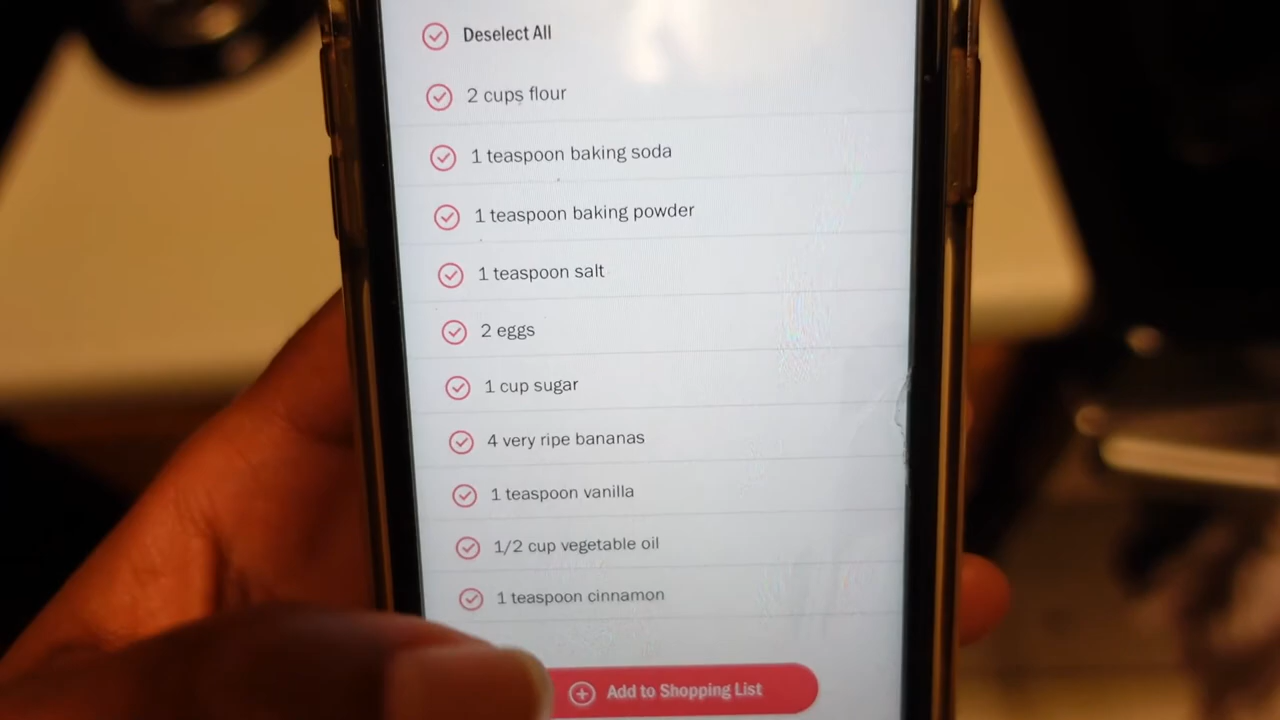 Deselect All
2 cups flour
1 teaspoon baking soda
1 teaspoon baking powder
1 teaspoon salt
2 eggs
1 cup sugar
4 very ripe bananas
1 teaspoon vanilla
1/2 cup vegetable oil
1 teaspoon cinnamon
Add to Shopping List